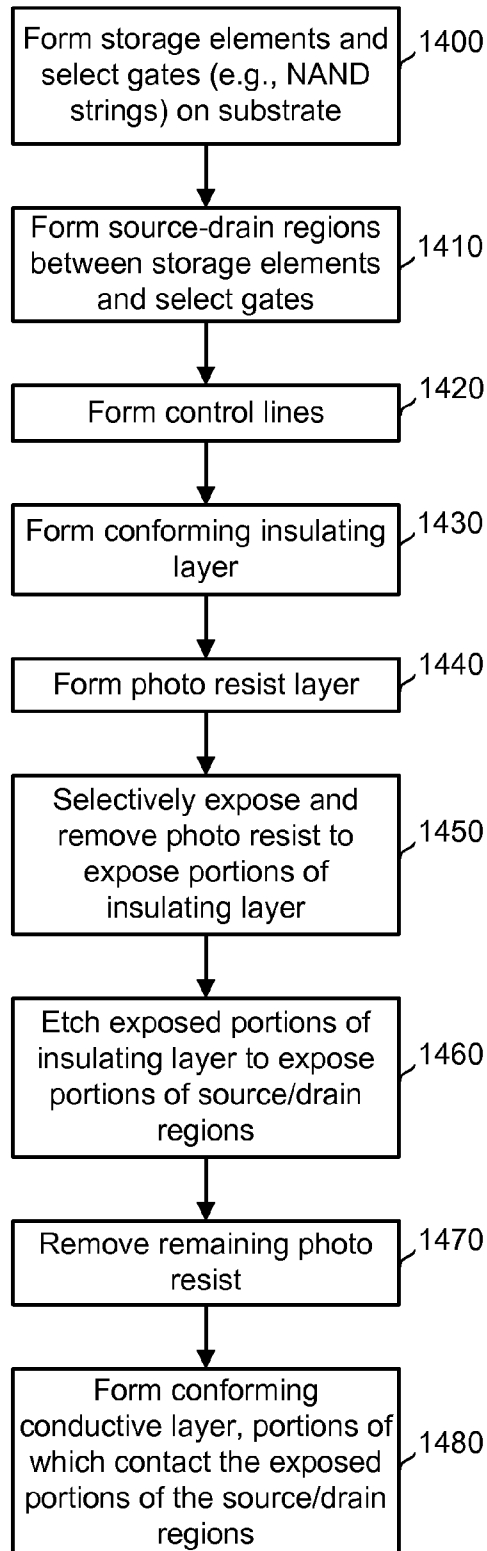 Form storage elements and
select gates (e.g., NAND
strings) on substrate
1400
Form source-drain regions
between storage elements
and select gates
1410
Form control lines
1420
Form conforming insulating
layer
1430
Form photo resist layer
1440
Selectively expose and
remove photo resist to
expose portions of
insulating layer
1450
Etch exposed portions of
insulating layer to expose
portions of source/drain
regions
1460
Remove remaining photo
resist
1470
Form conforming
conductive layer, portions of
which contact the exposed
portions of the source/drain
regions
1480